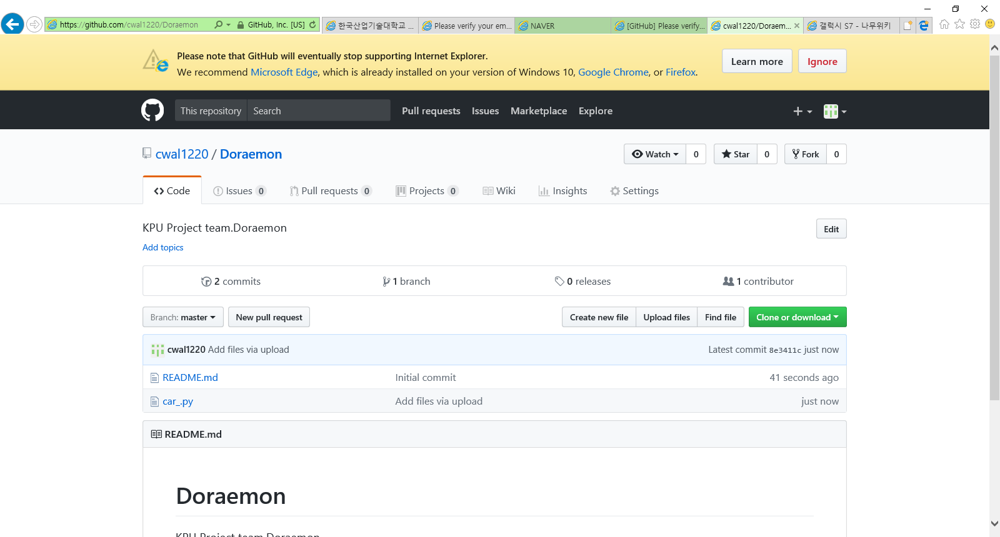 https://github.com/cwal1220/Doraemon GitHub, Inc. [US] 한국산업기술대학교 ... Please verify your em... NAVER [GitHub] Please verify... cwal1220/Doraem... 갤럭시 S7 - 나무위키
Please note that GitHub will eventually stop supporting Internet Explorer.
We recommend Microsoft Edge, which is already installed on your version of Windows 10, Google Chrome, or Firefox.
Learn more Ignore
This repository Search Pull requests Issues Marketplace Explore
cwal1220 / Doraemon Watch 0 Star 0 Fork 0
Code Issues 0 Pull requests 0 Projects 0 Wiki Insights Settings
KPU Project team.Doraemon Edit
Add topics
2 commits 1 branch 0 releases 1 contributor
Branch: master New pull request Create new file Upload files Find file Clone or download
cwal1220 Add files via upload Latest commit 8e3411c just now
README.md Initial commit 41 seconds ago
car_.py Add files via upload just now
README.md
Doraemon
KPU Project team.Doraemon